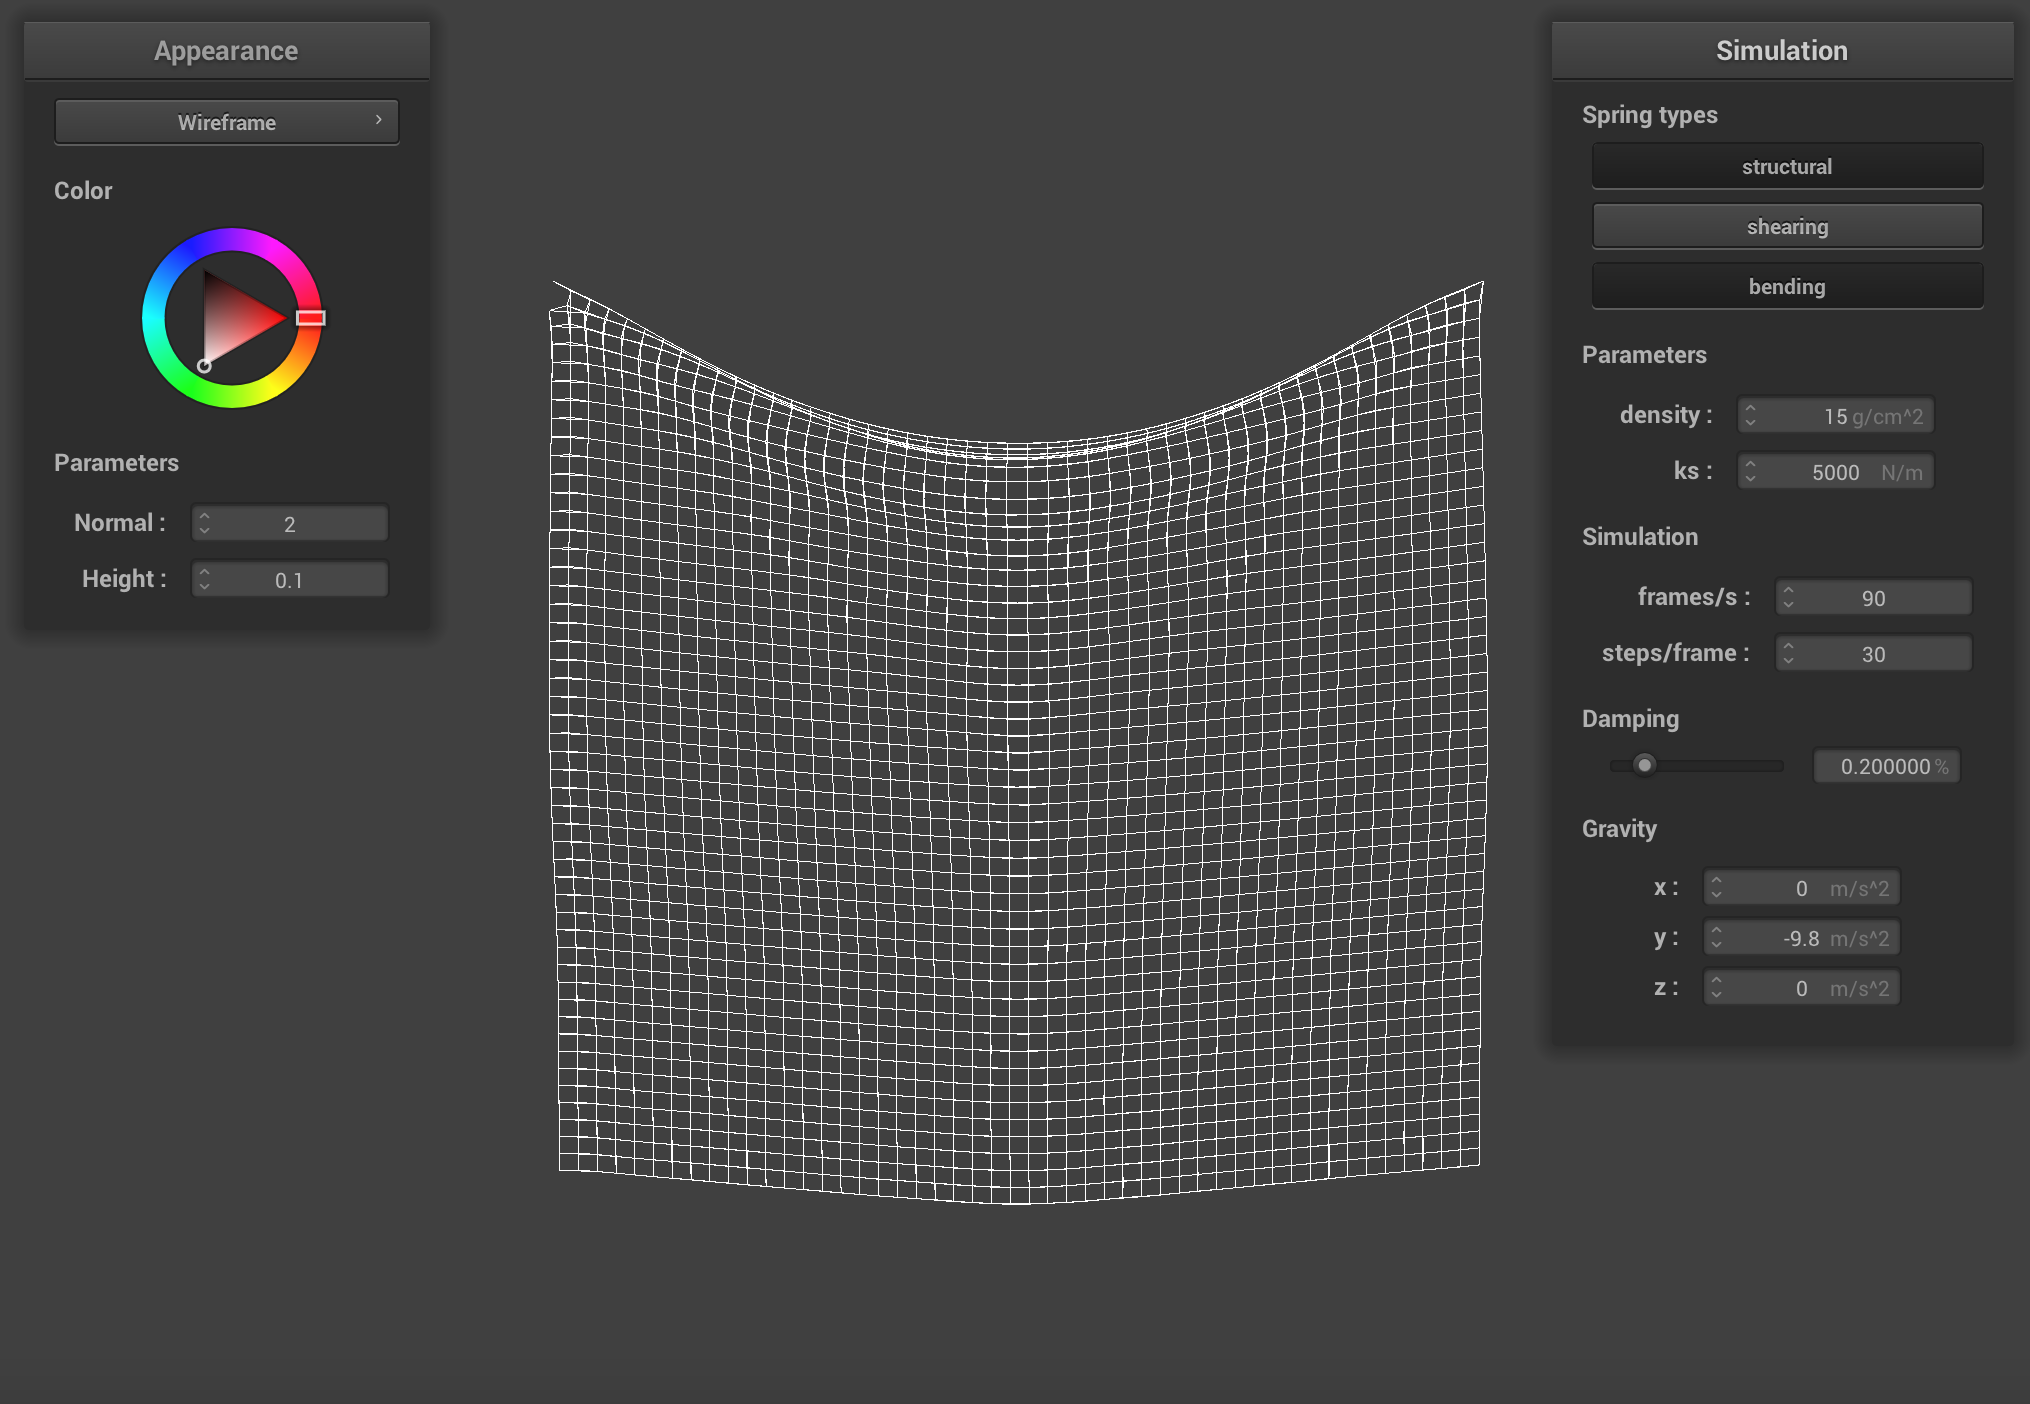 Appearance
Wireframe
Color
Parameters
Normal : 2
Height : 0.1
Simulation
Spring types
structural
shearing
bending
Parameters
density : 15 g/cm^2
ks : 5000 N/m
Simulation
frames/s : 90
steps/frame : 30
Damping
0.200000 %
Gravity
x : 0 m/s^2
y : -9.8 m/s^2
z : 0 m/s^2